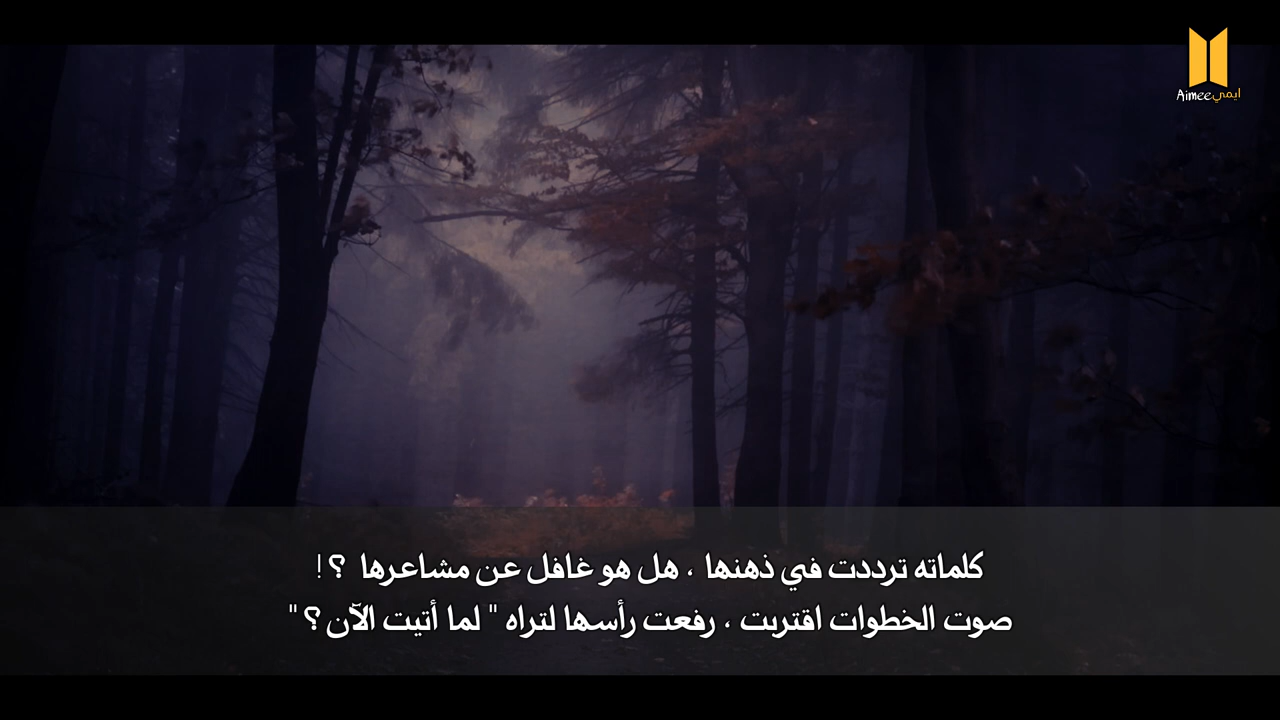 Aimee ايمي
كلماته ترددت في ذهنها ، هل هو غافل عن مشاعرها ؟ !
صوت الخطوات اقتربت ، رفعت رأسها لتراه " لما أتيت الآن ؟ "